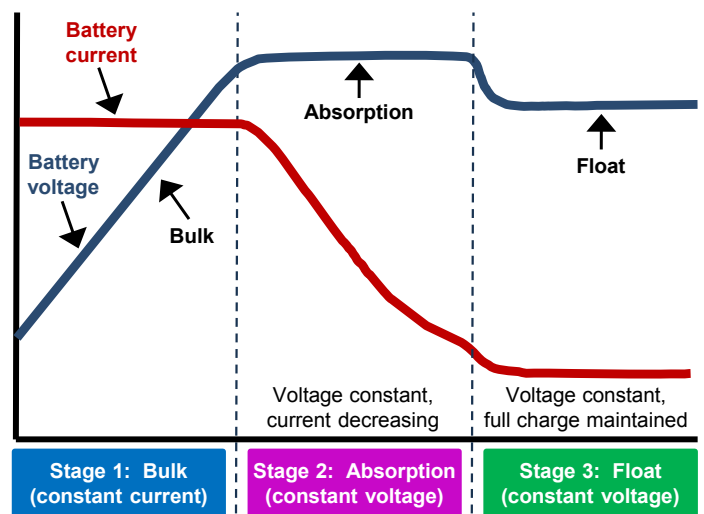 Battery
current
Absorption
Battery
voltage
Float
Bulk
Voltage constant,
current decreasing
Voltage constant,
full charge maintained
Stage 1:  Bulk
(constant current)
Stage 2:  Absorption
(constant voltage)
Stage 3:  Float
(constant voltage)